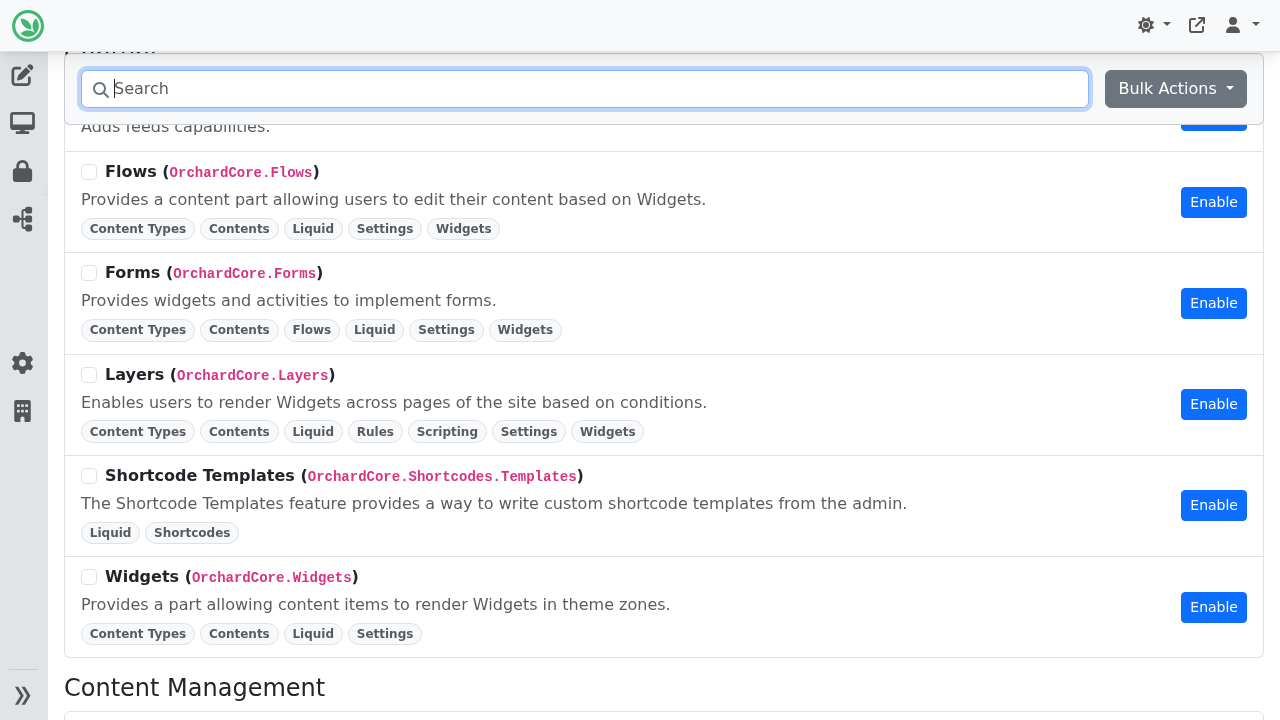 Search
Bulk Actions
Adds feeds capabilities.
Flows (OrchardCore.Flows)
Provides a content part allowing users to edit their content based on Widgets.
Enable
Content Types Contents Liquid Settings Widgets
Forms (OrchardCore.Forms)
Provides widgets and activities to implement forms.
Enable
Content Types Contents Flows Liquid Settings Widgets
Layers (OrchardCore.Layers)
Enables users to render Widgets across pages of the site based on conditions.
Enable
Content Types Contents Liquid Rules Scripting Settings Widgets
Shortcode Templates (OrchardCore.Shortcodes.Templates)
The Shortcode Templates feature provides a way to write custom shortcode templates from the admin.
Enable
Liquid Shortcodes
Widgets (OrchardCore.Widgets)
Provides a part allowing content items to render Widgets in theme zones.
Enable
Content Types Contents Liquid Settings
Content Management